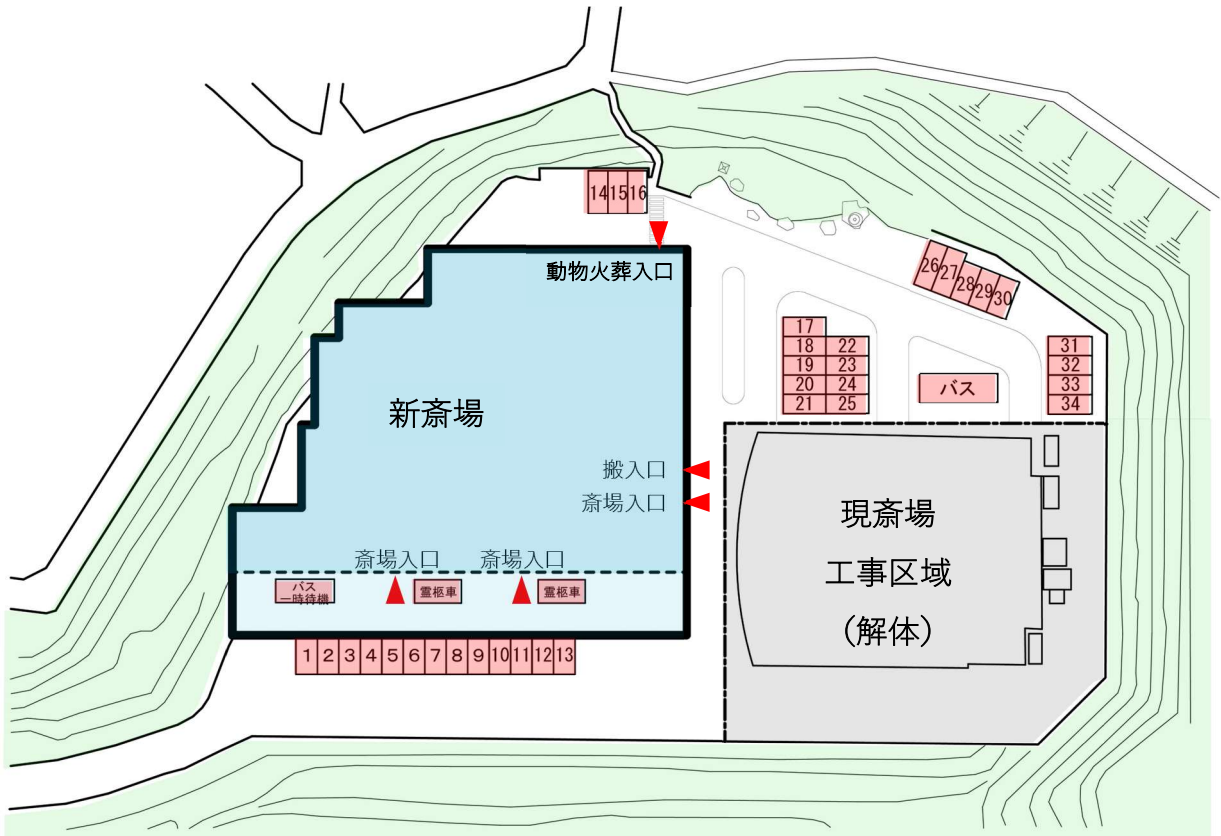 14 15 16
動物火葬入口
26 27 28 29 30
17
18 22
19 23
20 24
21 25
バス
31
32
33
34
新斎場
搬入口
斎場入口
現斎場
工事区域
(解体)
斎場入口 斎場入口
バス
一時待機
霊柩車 霊柩車
1 2 3 4 5 6 7 8 9 10 11 12 13